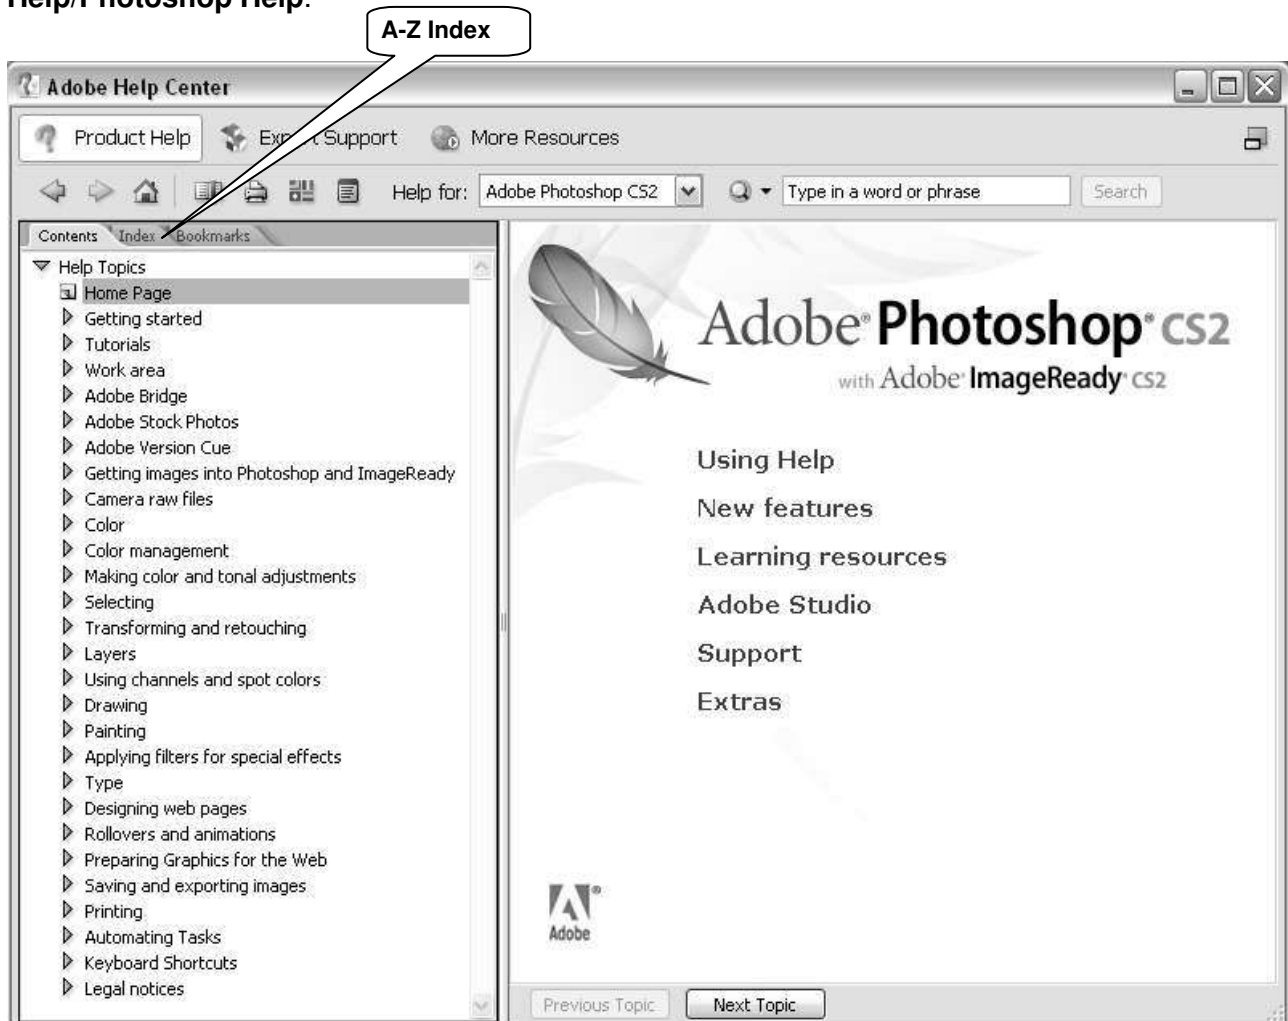 Help/Photoshop Help.
A-Z Index
Adobe Help Center
Product Help Expert Support More Resources
Help for: Adobe Photoshop CS2 Type in a word or phrase Search
Contents Index Bookmarks
Help Topics
Home Page
Getting started
Tutorials
Work area
Adobe Bridge
Adobe Stock Photos
Adobe Version Cue
Getting images into Photoshop and ImageReady
Camera raw files
Color
Color management
Making color and tonal adjustments
Selecting
Transforming and retouching
Layers
Using channels and spot colors
Drawing
Painting
Applying filters for special effects
Type
Designing web pages
Rollovers and animations
Preparing Graphics for the Web
Saving and exporting images
Printing
Automating Tasks
Keyboard Shortcuts
Legal notices
Adobe® Photoshop® CS2
with Adobe® ImageReady® CS2
Using Help
New features
Learning resources
Adobe Studio
Support
Extras
Adobe®
Previous Topic Next Topic